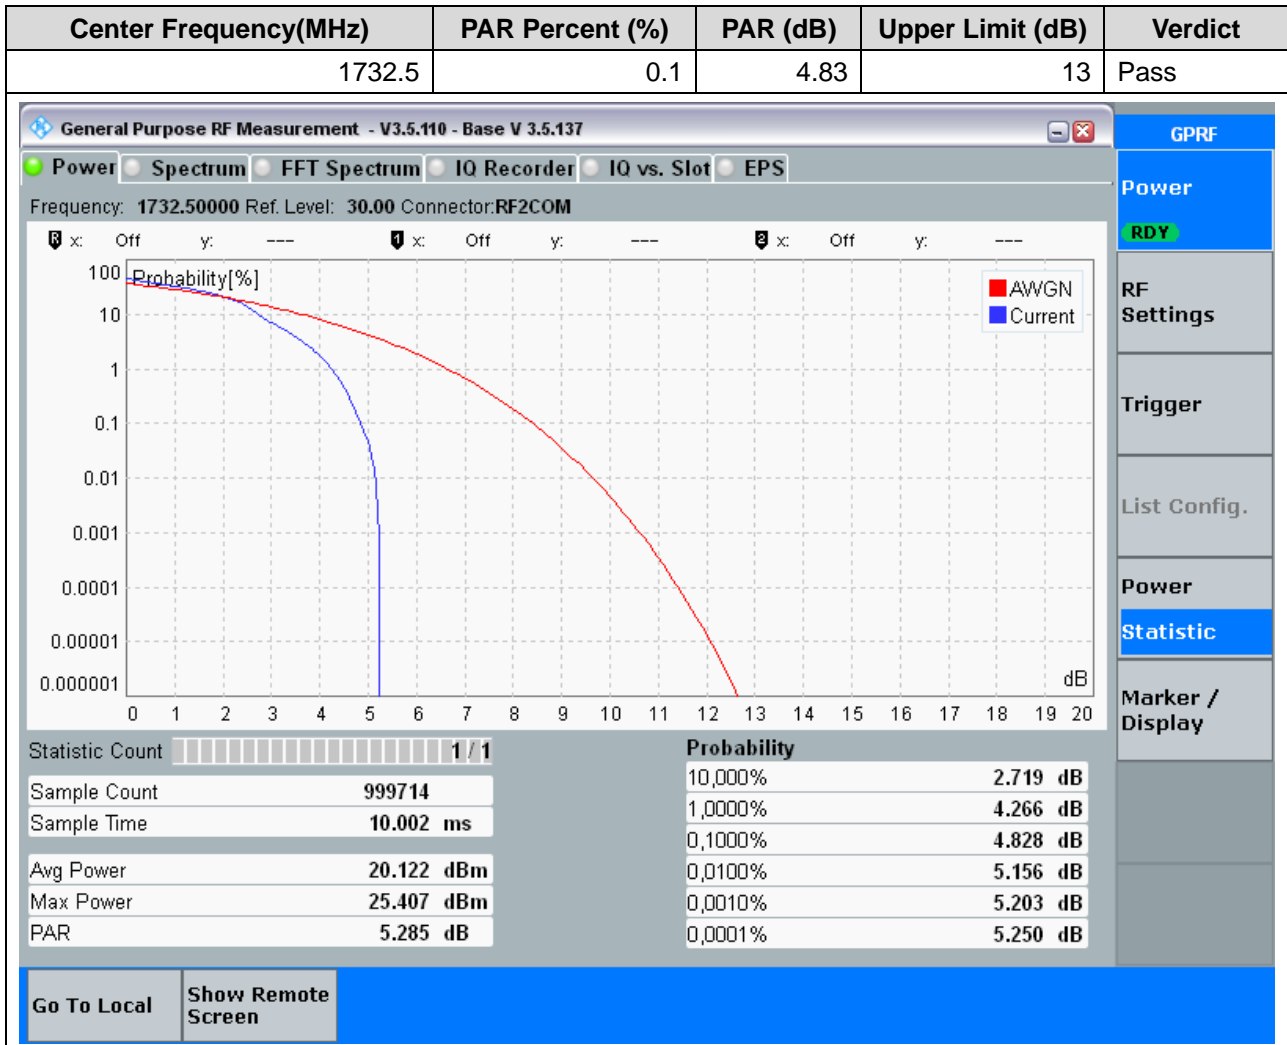 Center Frequency(MHz) PAR Percent (%) PAR (dB) Upper Limit (dB) Verdict
1732.5 0.1 4.83 13 Pass
General Purpose RF Measurement - V3.5.110 - Base V 3.5.137
GPRF
Power Spectrum FFT Spectrum IQ Recorder IQ vs. Slot EPS
Power
RDY
Frequency: 1732.50000 Ref. Level: 30.00 Connector:RF2COM
R x: Off y: --- 1 x: Off y: --- 2 x: Off y: ---
Probability[%]
AWGN
Current
100
10
1
0.1
0.01
0.001
0.0001
0.00001
0.000001
dB
0 1 2 3 4 5 6 7 8 9 10 11 12 13 14 15 16 17 18 19 20
RF
Settings
Trigger
List Config.
Power
Statistic
Marker /
Display
Statistic Count 1 / 1
Sample Count 999714
Sample Time 10.002 ms
Avg Power 20.122 dBm
Max Power 25.407 dBm
PAR 5.285 dB
Probability
10,000% 2.719 dB
1,0000% 4.266 dB
0,1000% 4.828 dB
0,0100% 5.156 dB
0,0010% 5.203 dB
0,0001% 5.250 dB
Go To Local
Show Remote
Screen